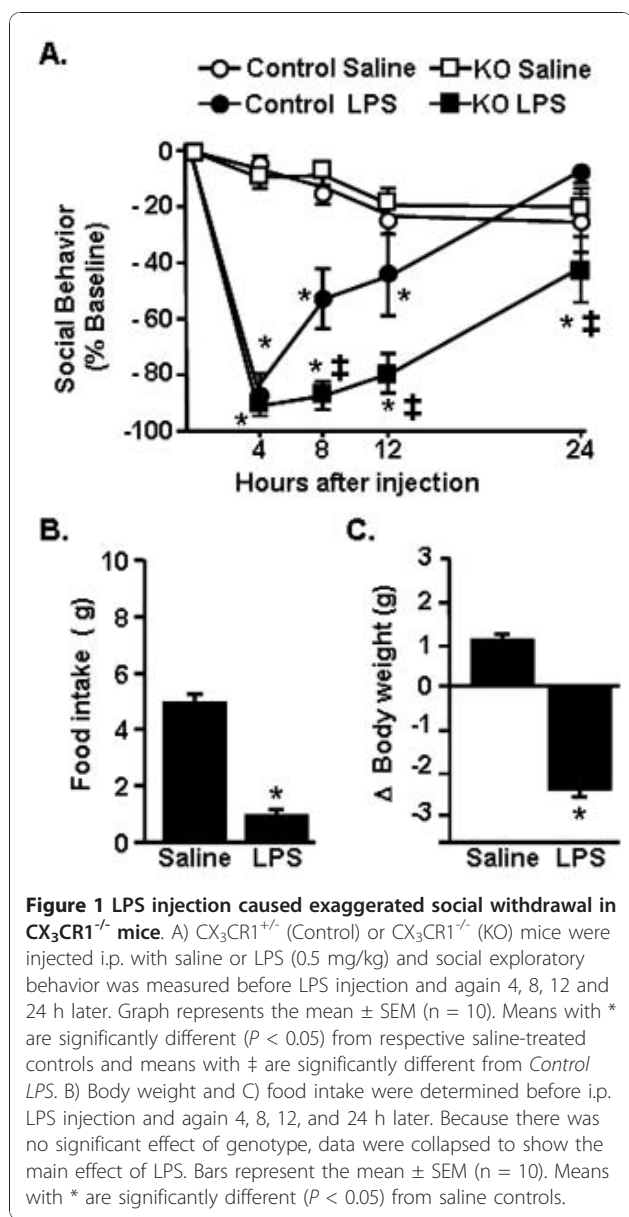 A.
Control Saline KO Saline
Control LPS KO LPS
0
-20
-40
-60
-80
-100
Social Behavior
(% Baseline)
* * * * * ‡ * ‡ * ‡
4 8 12 24
Hours after injection
B.
10
8
6
4
2
0
Food intake ( g)
*
Saline LPS
C.
3
2
1
0
-1
-2
-3
Δ Body weight (g)
*
Saline LPS
Figure 1 LPS injection caused exaggerated social withdrawal in
CX₃CR1⁻/⁻ mice. A) CX₃CR1⁺/⁻ (Control) or CX₃CR1⁻/⁻ (KO) mice were
injected i.p. with saline or LPS (0.5 mg/kg) and social exploratory
behavior was measured before LPS injection and again 4, 8, 12 and
24 h later. Graph represents the mean ± SEM (n = 10). Means with *
are significantly different (P < 0.05) from respective saline-treated
controls and means with ‡ are significantly different from Control
LPS. B) Body weight and C) food intake were determined before i.p.
LPS injection and again 4, 8, 12, and 24 h later. Because there was
no significant effect of genotype, data were collapsed to show the
main effect of LPS. Bars represent the mean ± SEM (n = 10). Means
with * are significantly different (P < 0.05) from saline controls.